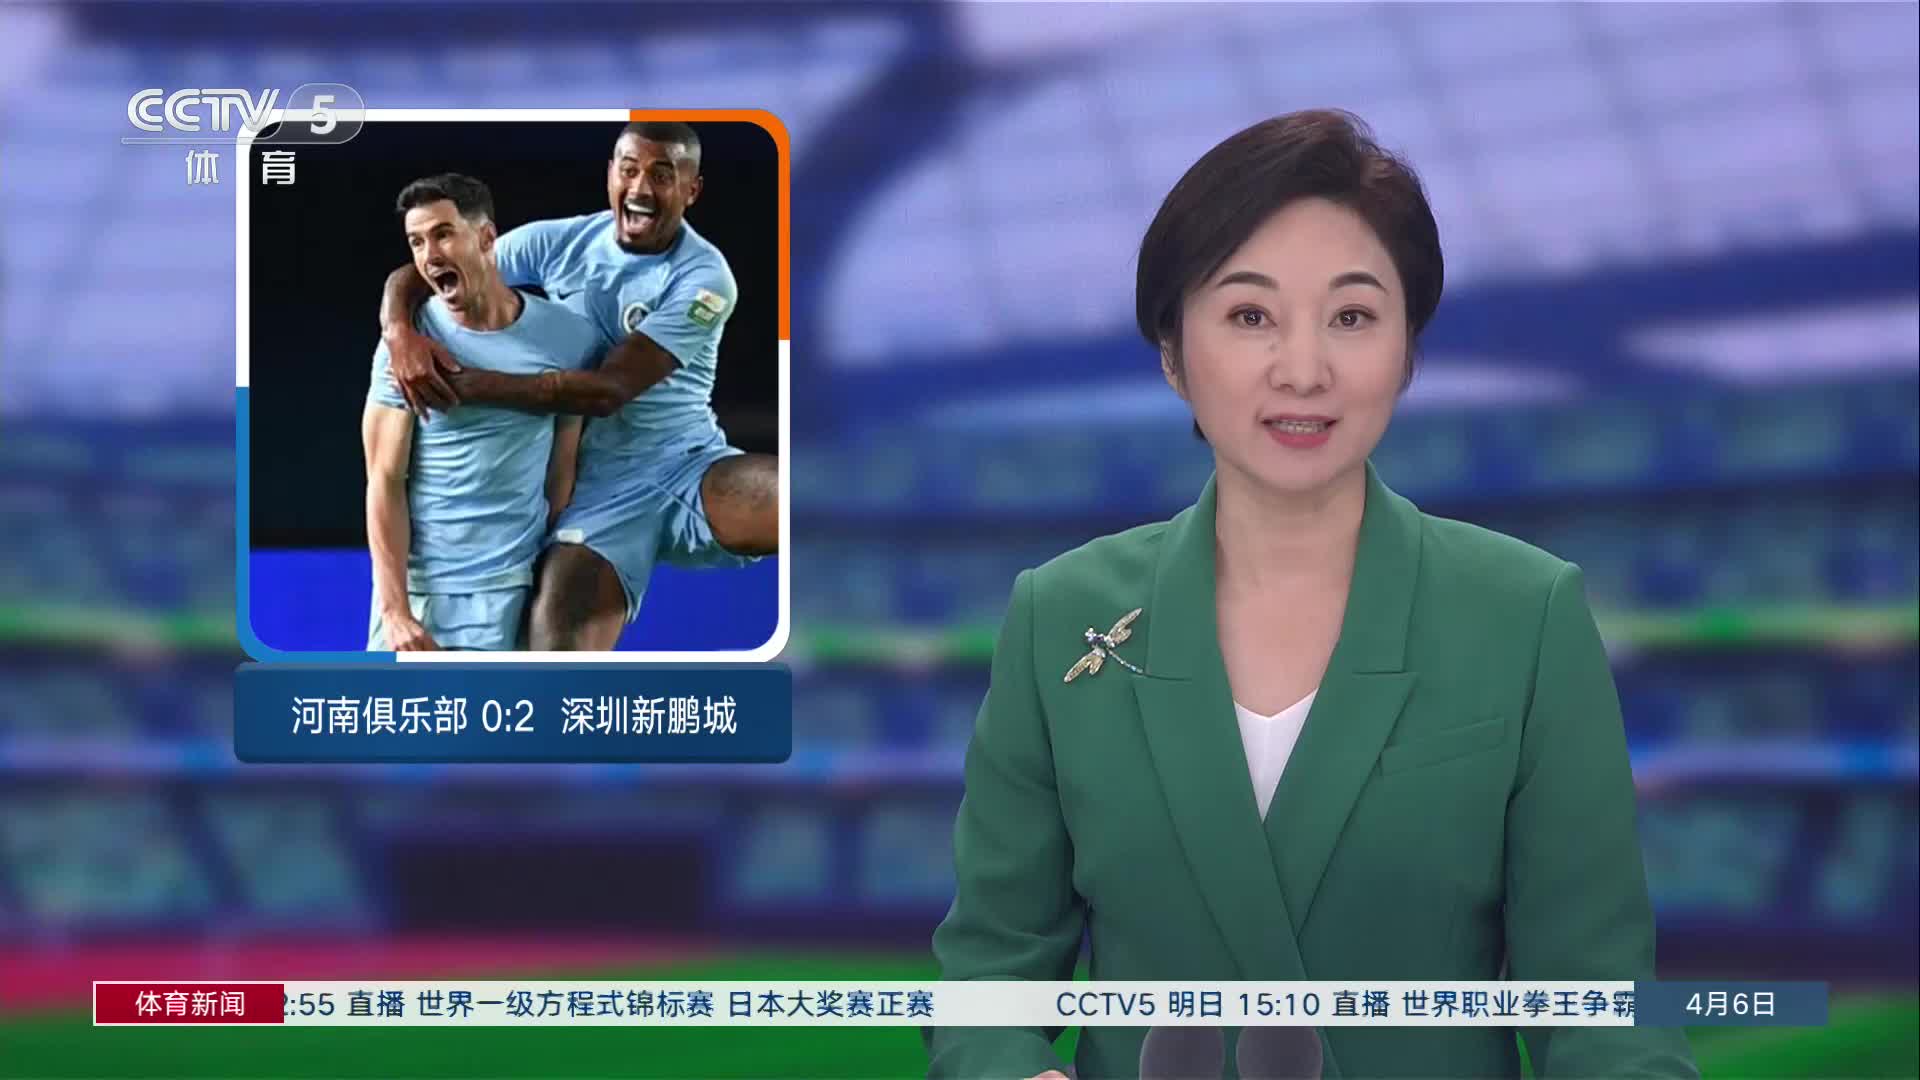 CCTV 5
体 育
河南俱乐部 0:2 深圳新鹏城
体育新闻
2:55 直播 世界一级方程式锦标赛 日本大奖赛正赛 CCTV5 明日 15:10 直播 世界职业拳王争霸
4月6日